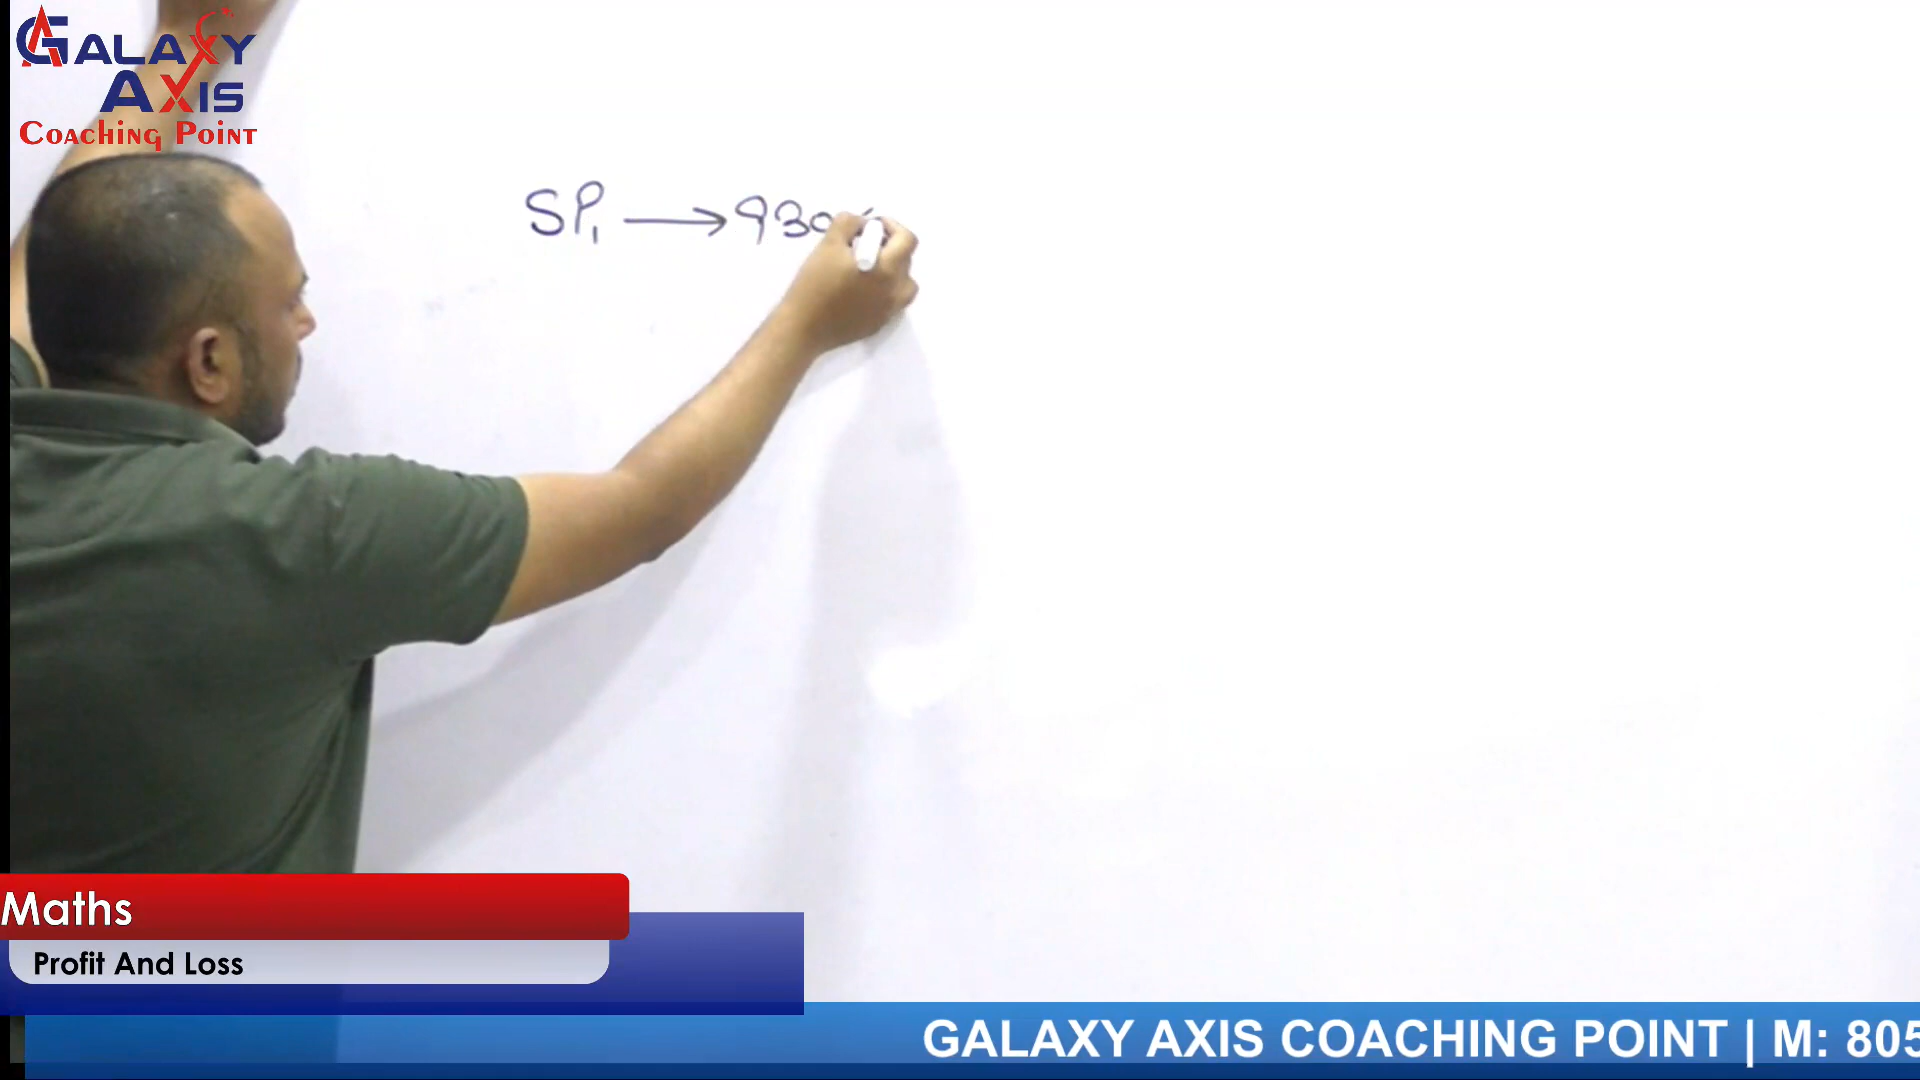 GALAXY
AXIS
COACHING POINT
SP₁ → 930
Maths
Profit And Loss
GALAXY AXIS COACHING POINT | M: 805